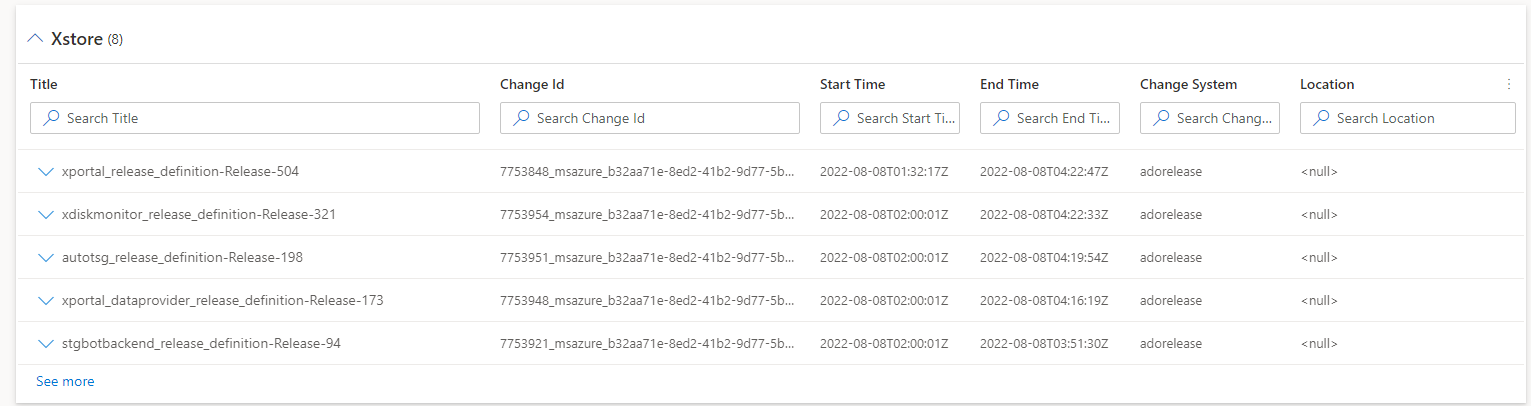 Xstore (8)
Title Change Id Start Time End Time Change System Location
Search Title Search Change Id Search Start Ti... Search End Ti... Search Chang... Search Location
xportal_release_definition-Release-504 7753848_msazure_b32aa71e-8ed2-41b2-9d77-5b... 2022-08-08T01:32:17Z 2022-08-08T04:22:47Z adorelease <null>
xdiskmonitor_release_definition-Release-321 7753954_msazure_b32aa71e-8ed2-41b2-9d77-5b... 2022-08-08T02:00:01Z 2022-08-08T04:22:33Z adorelease <null>
autotsg_release_definition-Release-198 7753951_msazure_b32aa71e-8ed2-41b2-9d77-5b... 2022-08-08T02:00:01Z 2022-08-08T04:19:54Z adorelease <null>
xportal_dataprovider_release_definition-Release-173 7753948_msazure_b32aa71e-8ed2-41b2-9d77-5b... 2022-08-08T02:00:01Z 2022-08-08T04:16:19Z adorelease <null>
stgbotbackend_release_definition-Release-94 7753921_msazure_b32aa71e-8ed2-41b2-9d77-5b... 2022-08-08T02:00:01Z 2022-08-08T03:51:30Z adorelease <null>
See more